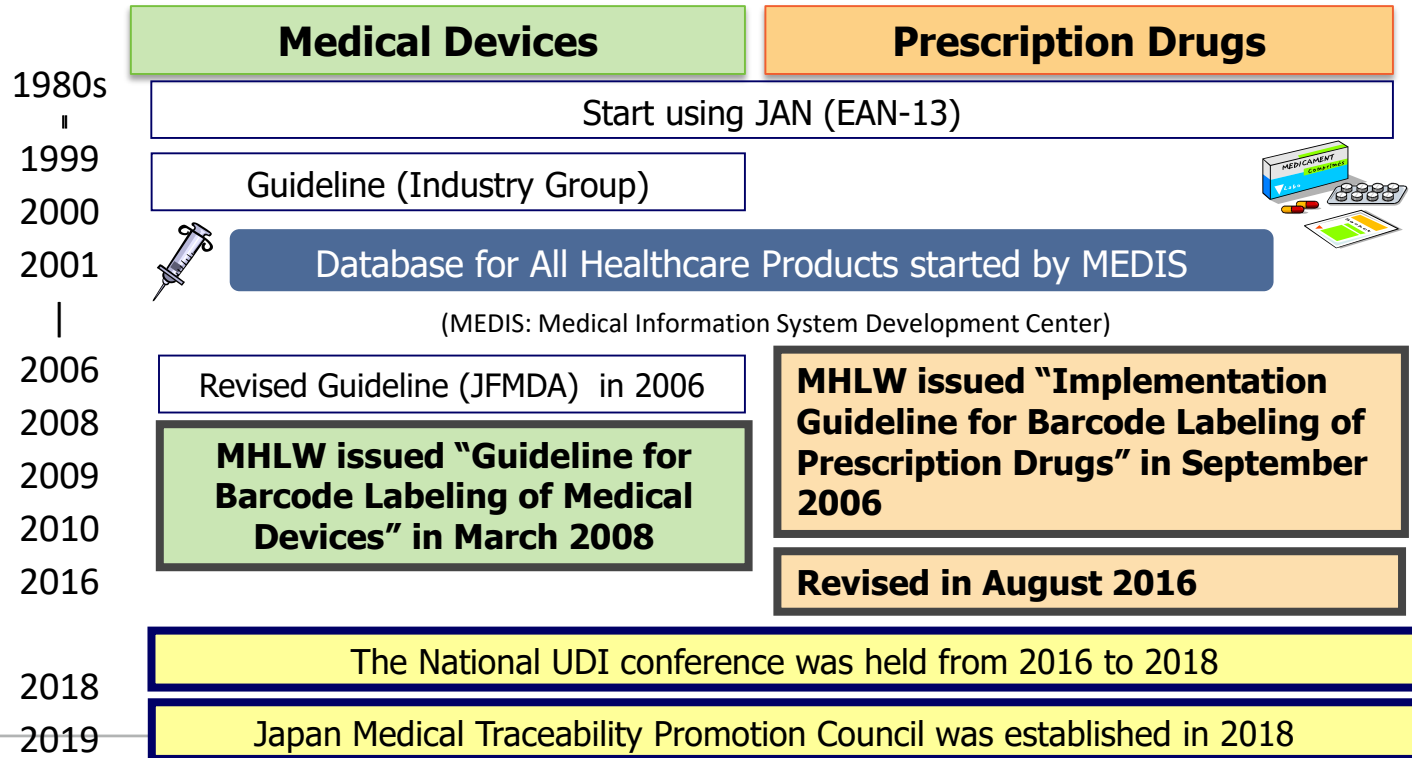 Medical Devices
Prescription Drugs
1980s
=
1999
2000
2001
|
2006
2008
2009
2010
2016
2018
2019
Start using JAN (EAN-13)
Guideline (Industry Group)
MEDICAMENT
Comprimes
Labo
Database for All Healthcare Products started by MEDIS
(MEDIS: Medical Information System Development Center)
Revised Guideline (JFMDA) in 2006
MHLW issued “Guideline for
Barcode Labeling of Medical
Devices” in March 2008
MHLW issued “Implementation
Guideline for Barcode Labeling of
Prescription Drugs” in September
2006
Revised in August 2016
The National UDI conference was held from 2016 to 2018
Japan Medical Traceability Promotion Council was established in 2018